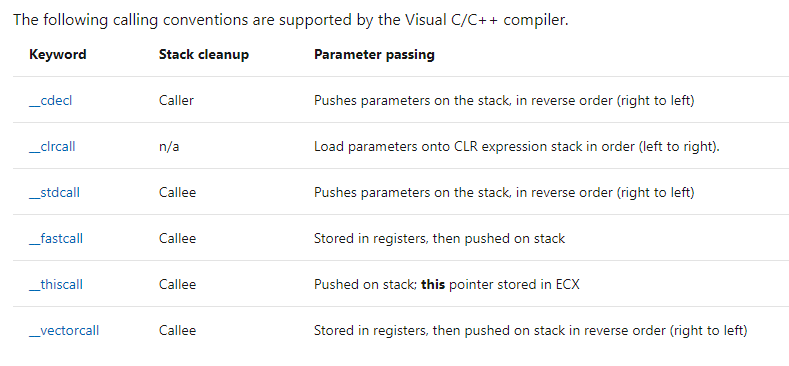 The following calling conventions are supported by the Visual C/C++ compiler.
Keyword Stack cleanup Parameter passing
__cdecl Caller Pushes parameters on the stack, in reverse order (right to left)
__clrcall n/a Load parameters onto CLR expression stack in order (left to right).
__stdcall Callee Pushes parameters on the stack, in reverse order (right to left)
__fastcall Callee Stored in registers, then pushed on stack
__thiscall Callee Pushed on stack; this pointer stored in ECX
__vectorcall Callee Stored in registers, then pushed on stack in reverse order (right to left)